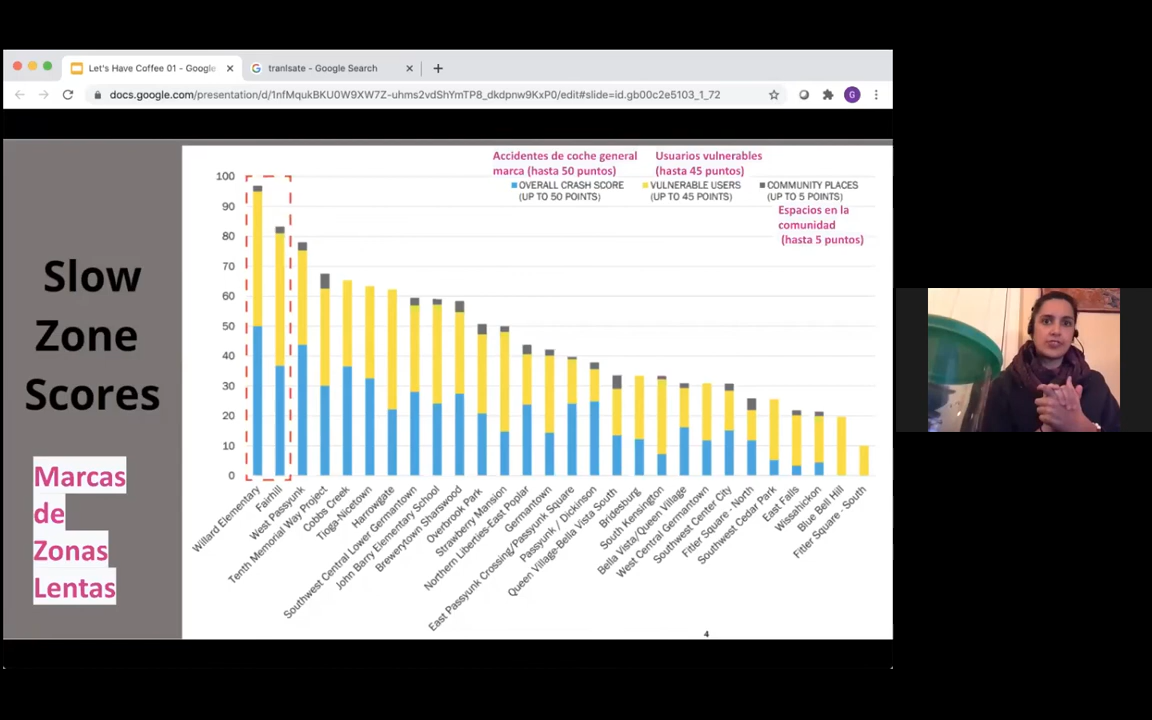 Let's Have Coffee 01 - Google
tranlsate - Google Search
docs.google.com/presentation/d/1nfMqukBKU0W9XW7Z-uhms2vdShYmTP8_dkdpnw9KxP0/edit#slide=id.gb00c2e5103_1_72
G
Slow
Zone
Scores
Marcas
de
Zonas
Lentas
Accidentes de coche general
marca (hasta 50 puntos)
Usuarios vulnerables
(hasta 45 puntos)
OVERALL CRASH SCORE
(UP TO 50 POINTS)
VULNERABLE USERS
(UP TO 45 POINTS)
COMMUNITY PLACES
(UP TO 5 POINTS)
Espacios en la
comunidad
(hasta 5 puntos)
100
90
80
70
60
50
40
30
20
10
0
Willard Elementary
Fairhill
West Passyunk
Tenth Memorial Way Project
Cobbs Creek
Tioga-Nicetown
Harrowgate
Southwest Central Lower Germantown
John Barry Elementary School
Brewerytown Sharswood
Overbrook Park
Strawberry Mansion
Northern Liberties-East Poplar
Germantown
East Passyunk Crossing/Passyunk Square
Passyunk / Dickinson
Queen Village-Bella Vista South
Bridesburg
South Kensington
Bella Vista/Queen Village
West Central Germantown
Southwest Center City
Fitler Square - North
Southwest Cedar Park
East Falls
Wissahickon
Blue Bell Hill
Fitler Square - South
4